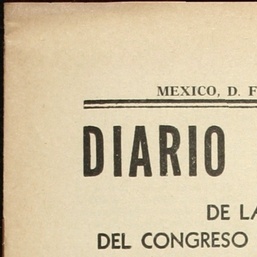 MEXICO, D. F
DIARIO
DE LA
DEL CONGRESO